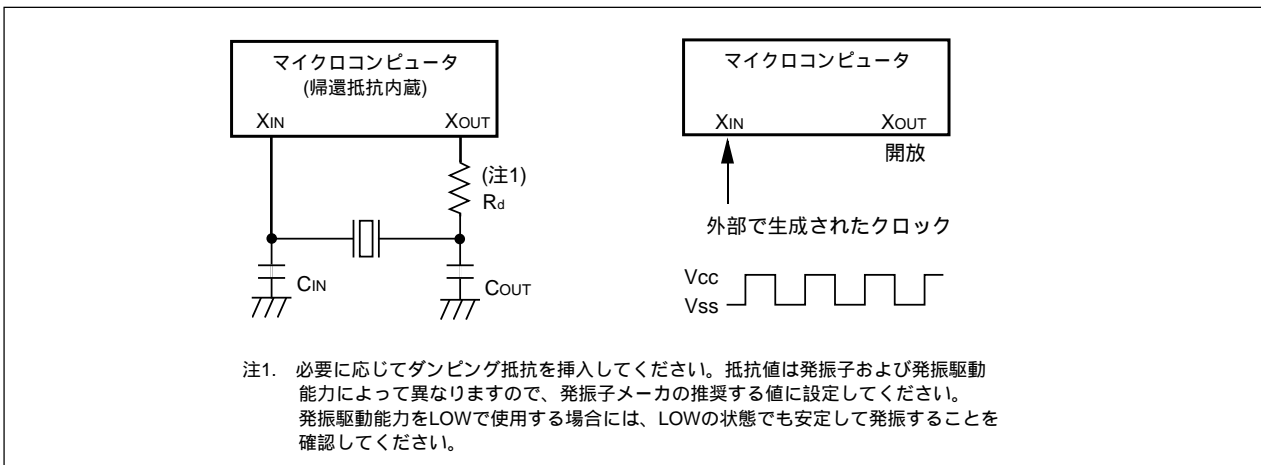 マイクロコンピュータ
(帰還抵抗内蔵)
XIN
XOUT
(注1)
Rd
CIN
COUT
マイクロコンピュータ
XIN
XOUT
開放
外部で生成されたクロック
Vcc
Vss
注1. 必要に応じてダンピング抵抗を挿入してください。抵抗値は発振子および発振駆動
能力によって異なりますので、発振子メーカの推奨する値に設定してください。
発振駆動能力をLOWで使用する場合には、LOWの状態でも安定して発振することを
確認してください。